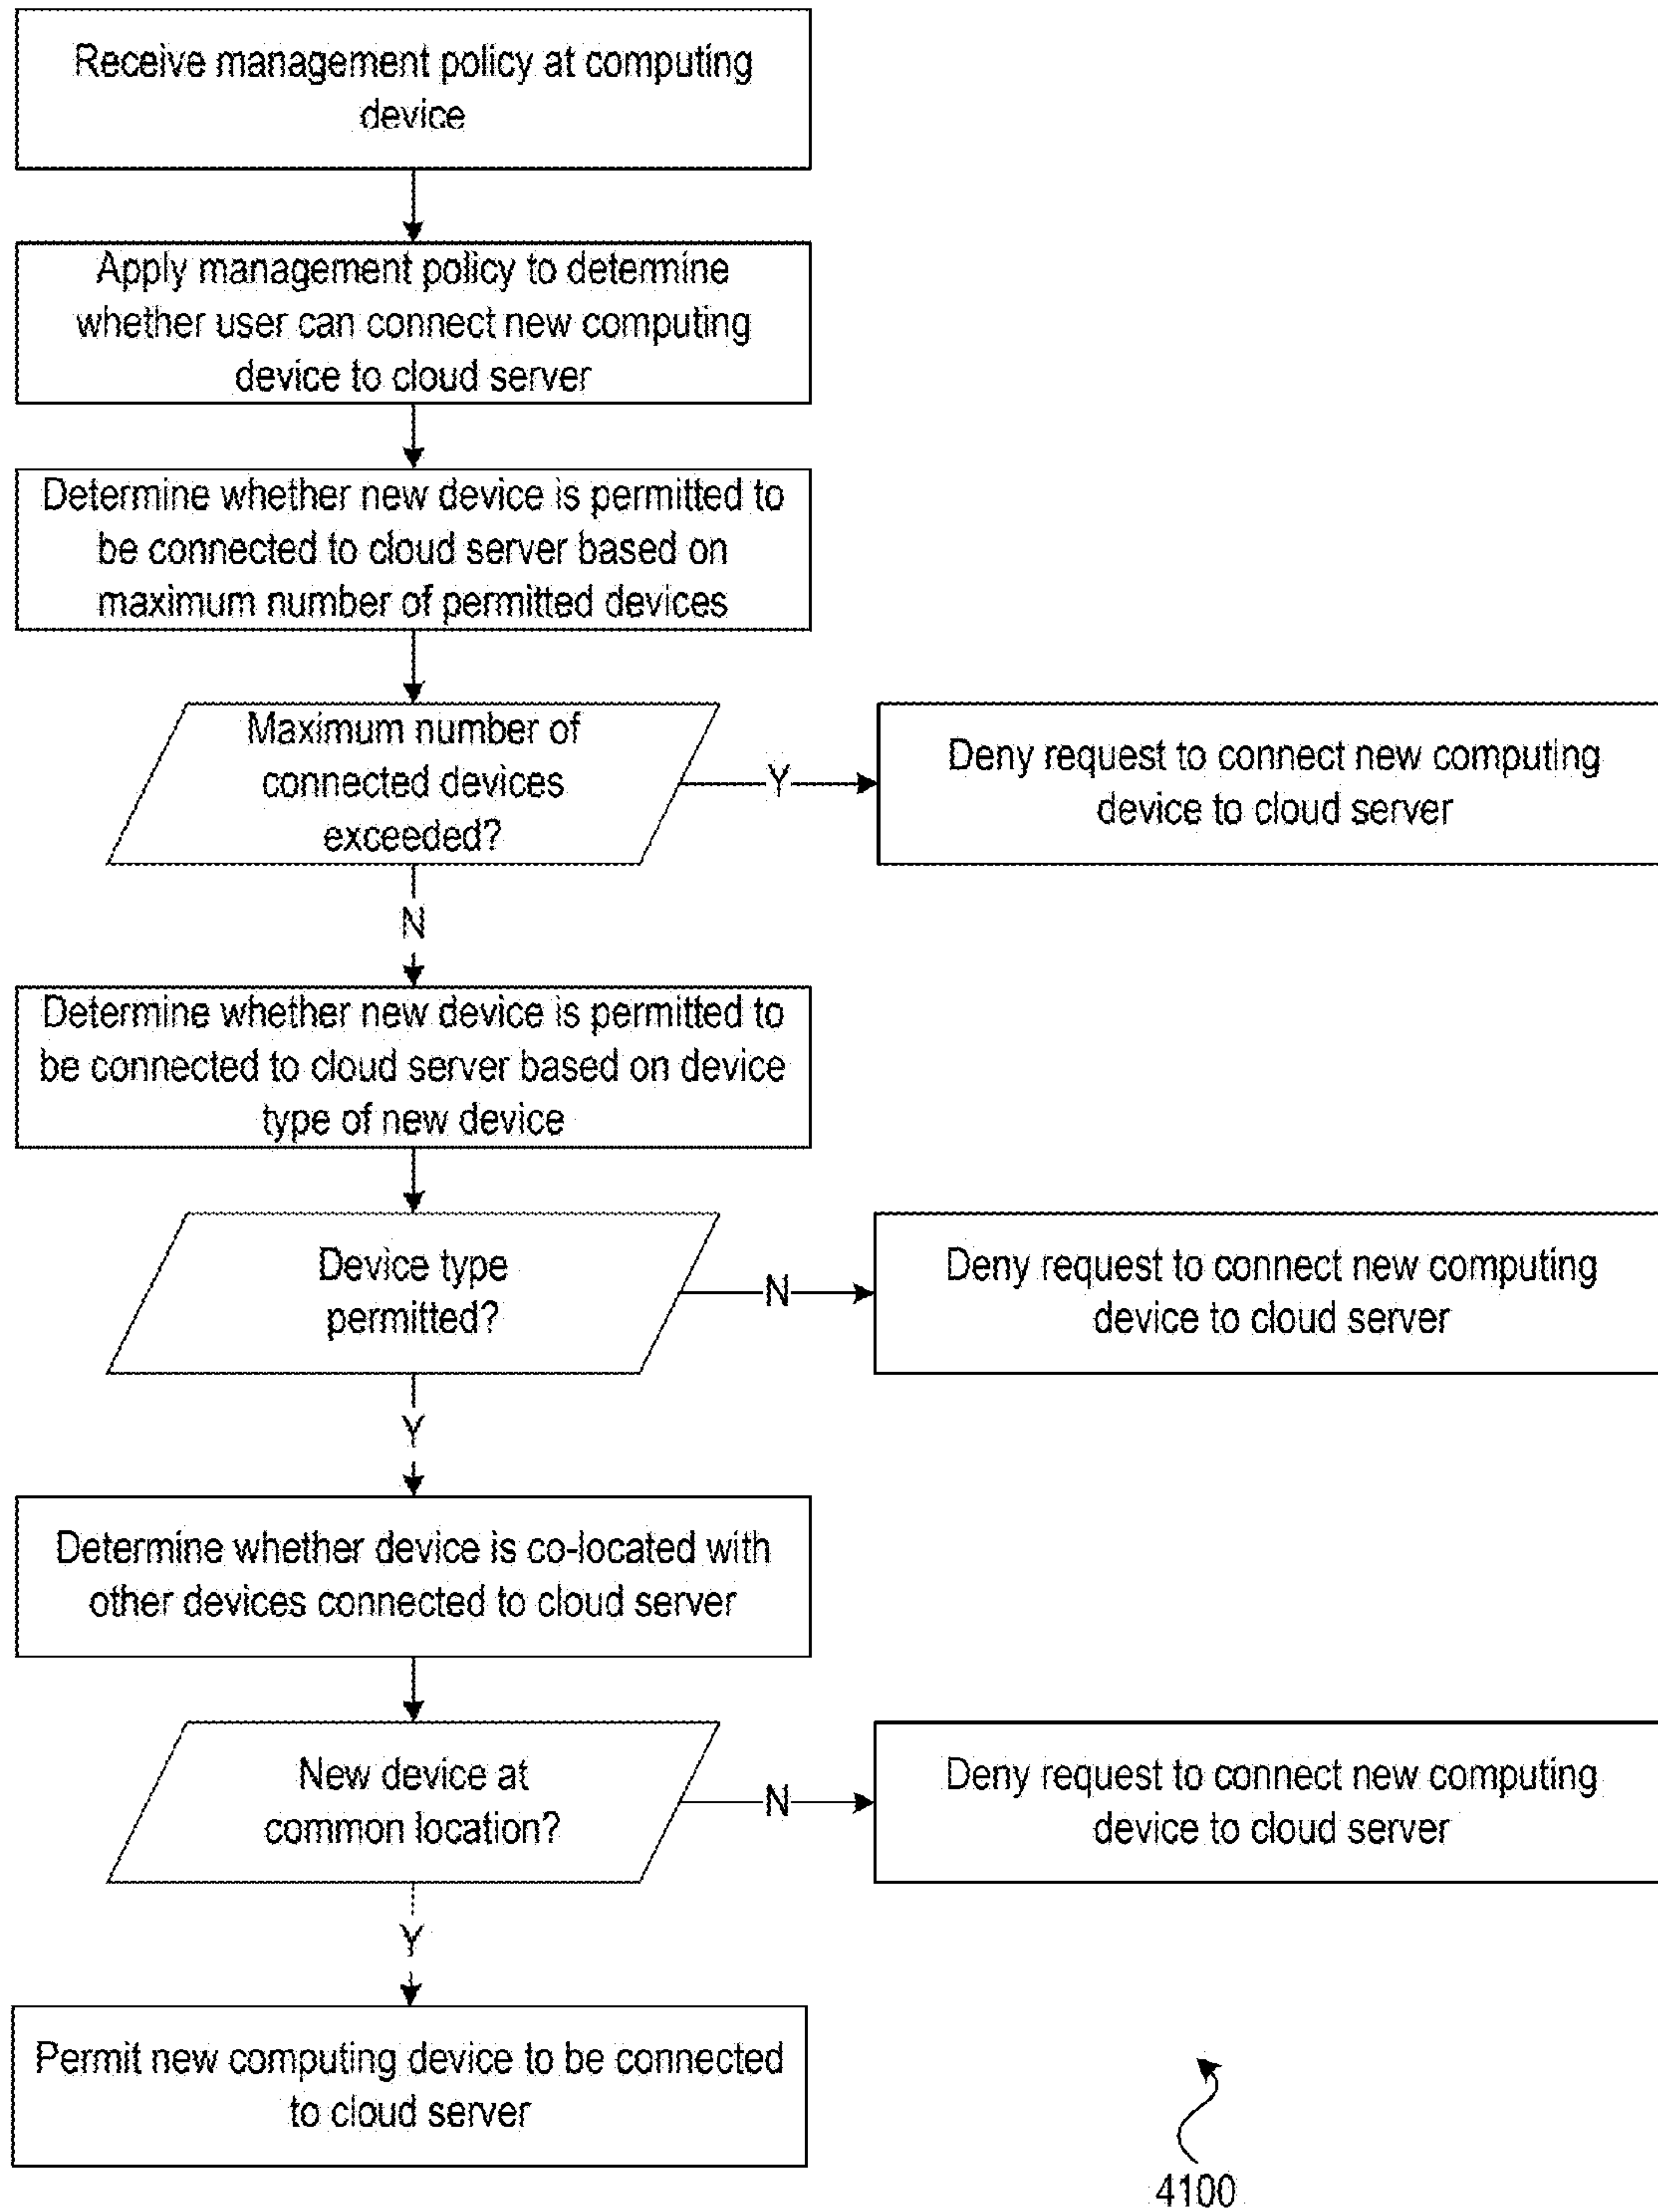 Receive management policy at computing
device
Apply management policy to determine
whether user can connect new computing
device to cloud server
Determine whether new device is permitted to
be connected to cloud server based on
maximum number of permitted devices
Maximum number of
connected devices
exceeded?
Y
Deny request to connect new computing
device to cloud server
N
Determine whether new device is permitted to
be connected to cloud server based on device
type of new device
Device type
permitted?
N
Deny request to connect new computing
device to cloud server
Y
Determine whether device is co-located with
other devices connected to cloud server
New device at
common location?
N
Deny request to connect new computing
device to cloud server
Y
Permit new computing device to be connected
to cloud server
4100